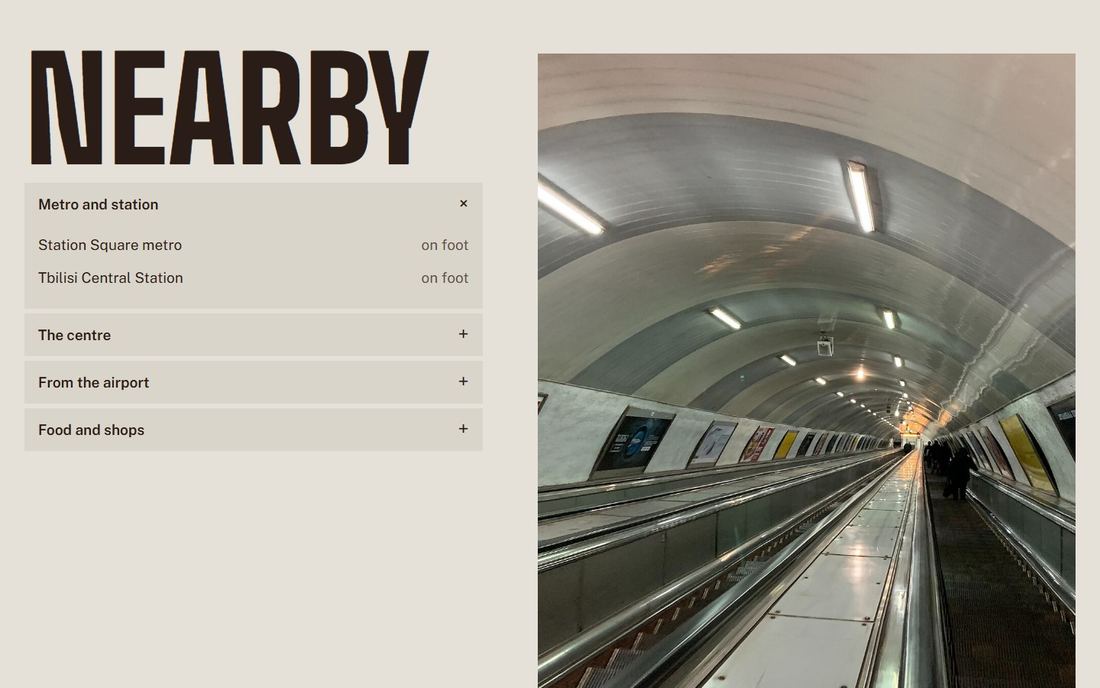 NEARBY
Metro and station ×
Station Square metro on foot
Tbilisi Central Station on foot
The centre +
From the airport +
Food and shops +